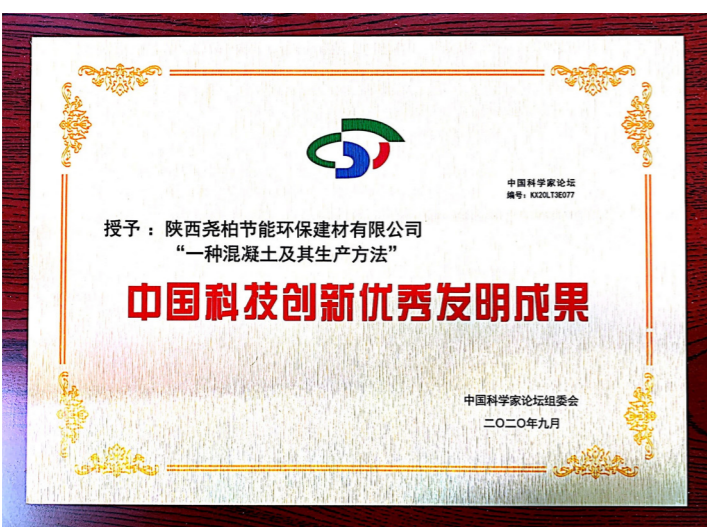 中国科学家论坛
编号：KX20LT3E077
授予：陕西尧柏节能环保建材有限公司
“一种混凝土及其生产方法”
中国科技创新优秀发明成果
中国科学家论坛组委会
二〇二〇年九月